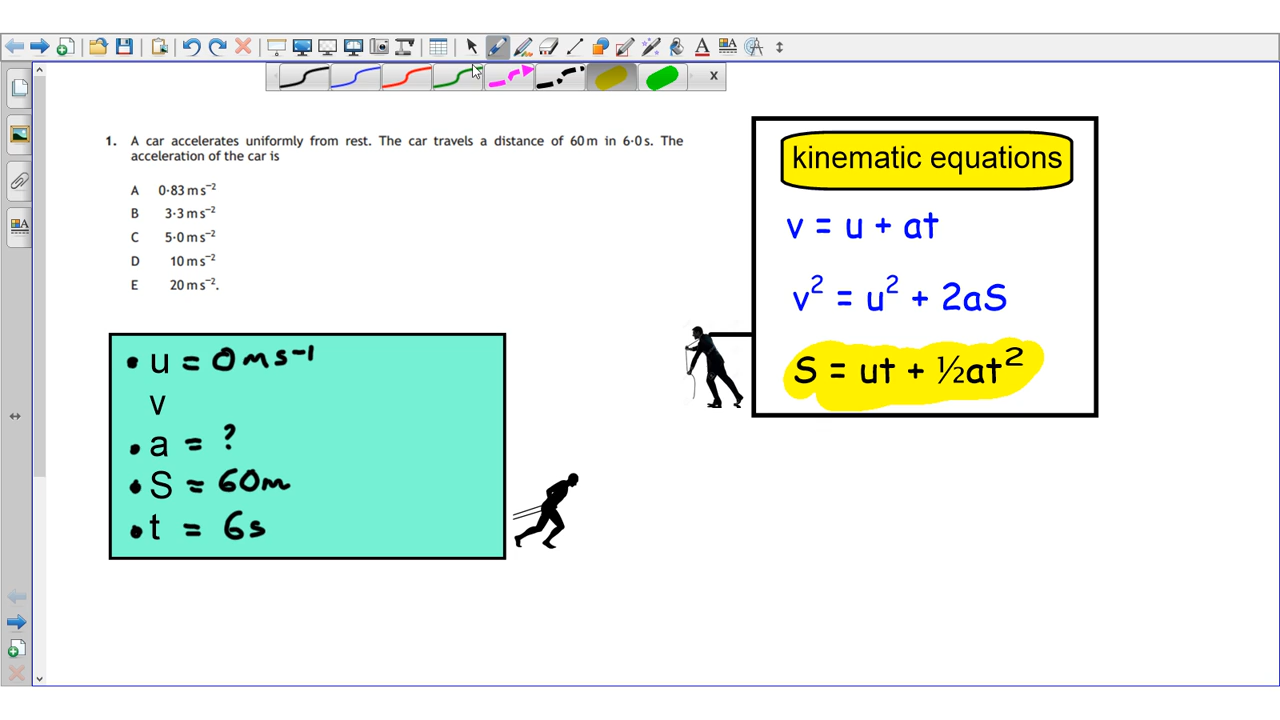 1. A car accelerates uniformly from rest. The car travels a distance of 60 m in 6·0 s. The
acceleration of the car is
A 0·83 m s⁻²
B 3·3 m s⁻²
C 5·0 m s⁻²
D 10 m s⁻²
E 20 m s⁻².
kinematic equations
v = u + at
v² = u² + 2aS
S = ut + ½at²
• u = 0 m s⁻¹
v
• a = ?
• S = 60m
• t = 6s